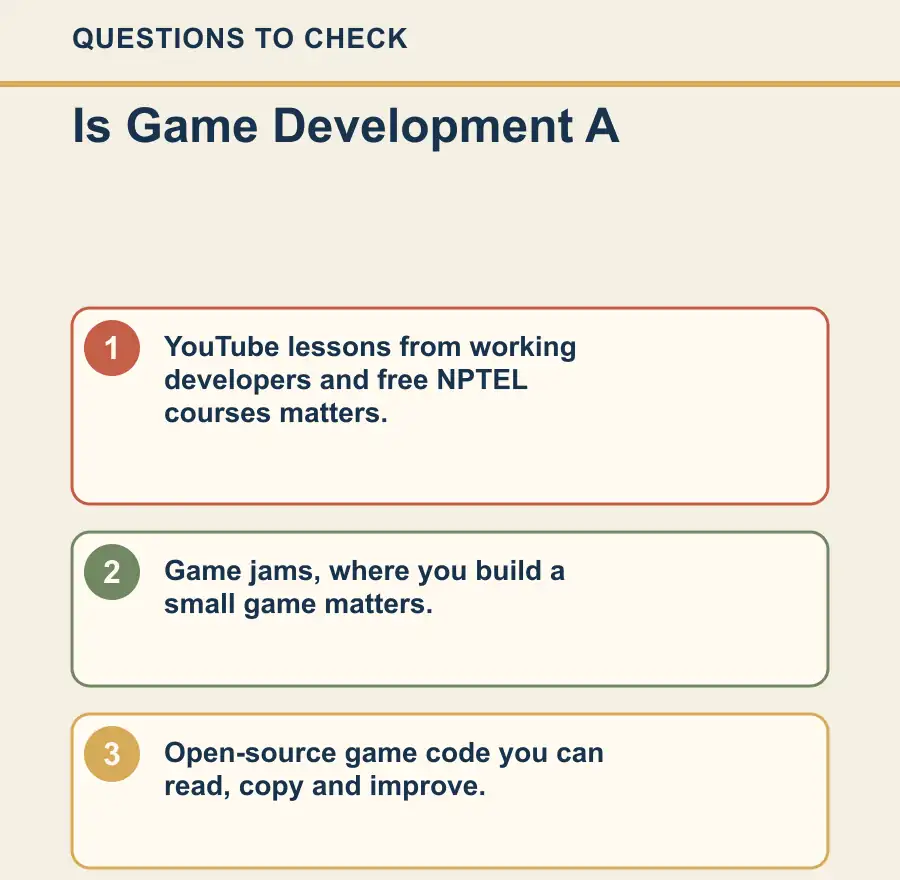 QUESTIONS TO CHECK
Is Game Development A
1
YouTube lessons from working
developers and free NPTEL
courses matters.
2
Game jams, where you build a
small game matters.
3
Open-source game code you can
read, copy and improve.